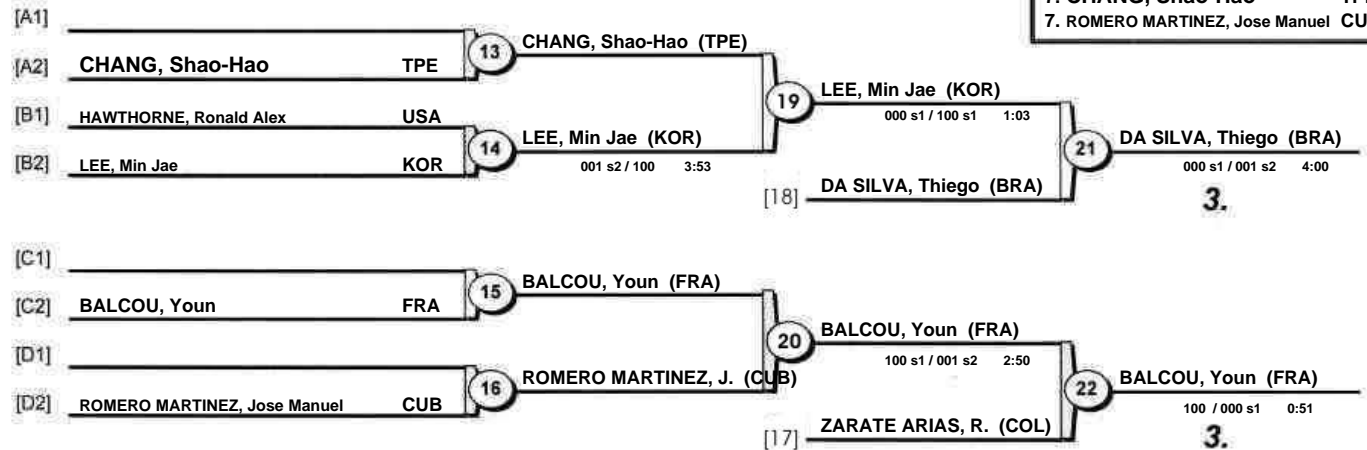 7. ROMERO MARTINEZ, Jose Manuel CU
[A1]
[A2] CHANG, Shao-Hao TPE
13
CHANG, Shao-Hao (TPE)
[B1] HAWTHORNE, Ronald Alex USA
[B2] LEE, Min Jae KOR
14
LEE, Min Jae (KOR)
001 s2 / 100 3:53
19
LEE, Min Jae (KOR)
000 s1 / 100 s1 1:03
[18] DA SILVA, Thiego (BRA)
21
DA SILVA, Thiego (BRA)
000 s1 / 001 s2 4:00
3.
[C1]
[C2] BALCOU, Youn FRA
15
BALCOU, Youn (FRA)
[D1]
[D2] ROMERO MARTINEZ, Jose Manuel CUB
16
ROMERO MARTINEZ, J. (CUB)
20
BALCOU, Youn (FRA)
100 s1 / 001 s2 2:50
[17] ZARATE ARIAS, R. (COL)
22
BALCOU, Youn (FRA)
100 / 000 s1 0:51
3.